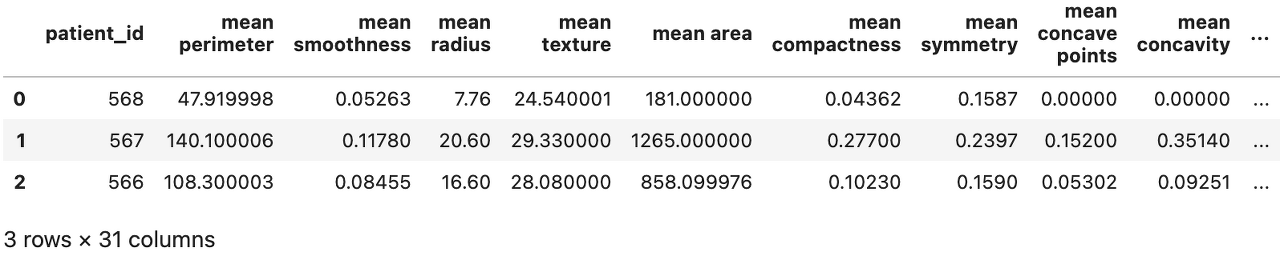 patient_id mean perimeter mean smoothness mean radius mean texture mean area mean compactness mean symmetry mean concave points mean concavity ...
0 568 47.919998 0.05263 7.76 24.540001 181.000000 0.04362 0.1587 0.00000 0.00000 ...
1 567 140.100006 0.11780 20.60 29.330000 1265.000000 0.27700 0.2397 0.15200 0.35140 ...
2 566 108.300003 0.08455 16.60 28.080000 858.099976 0.10230 0.1590 0.05302 0.09251 ...
3 rows × 31 columns